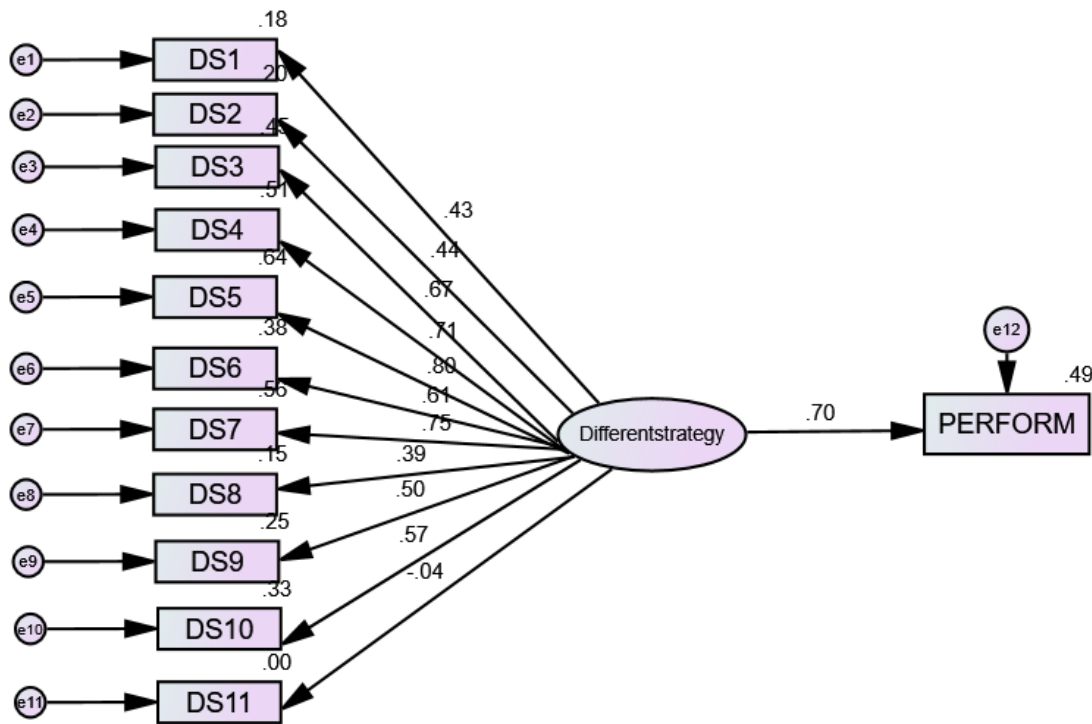 .18
e1
DS1
.20
e2
DS2
.45
e3
DS3
.51
e4
DS4
.64
e5
DS5
.38
e6
DS6
.56
e7
DS7
.15
e8
DS8
.25
e9
DS9
.33
e10
DS10
.00
e11
DS11
.43
.44
.67
.71
.80
.61
.75
.39
.50
.57
-.04
Differentstrategy
.70
e12
.49
PERFORM